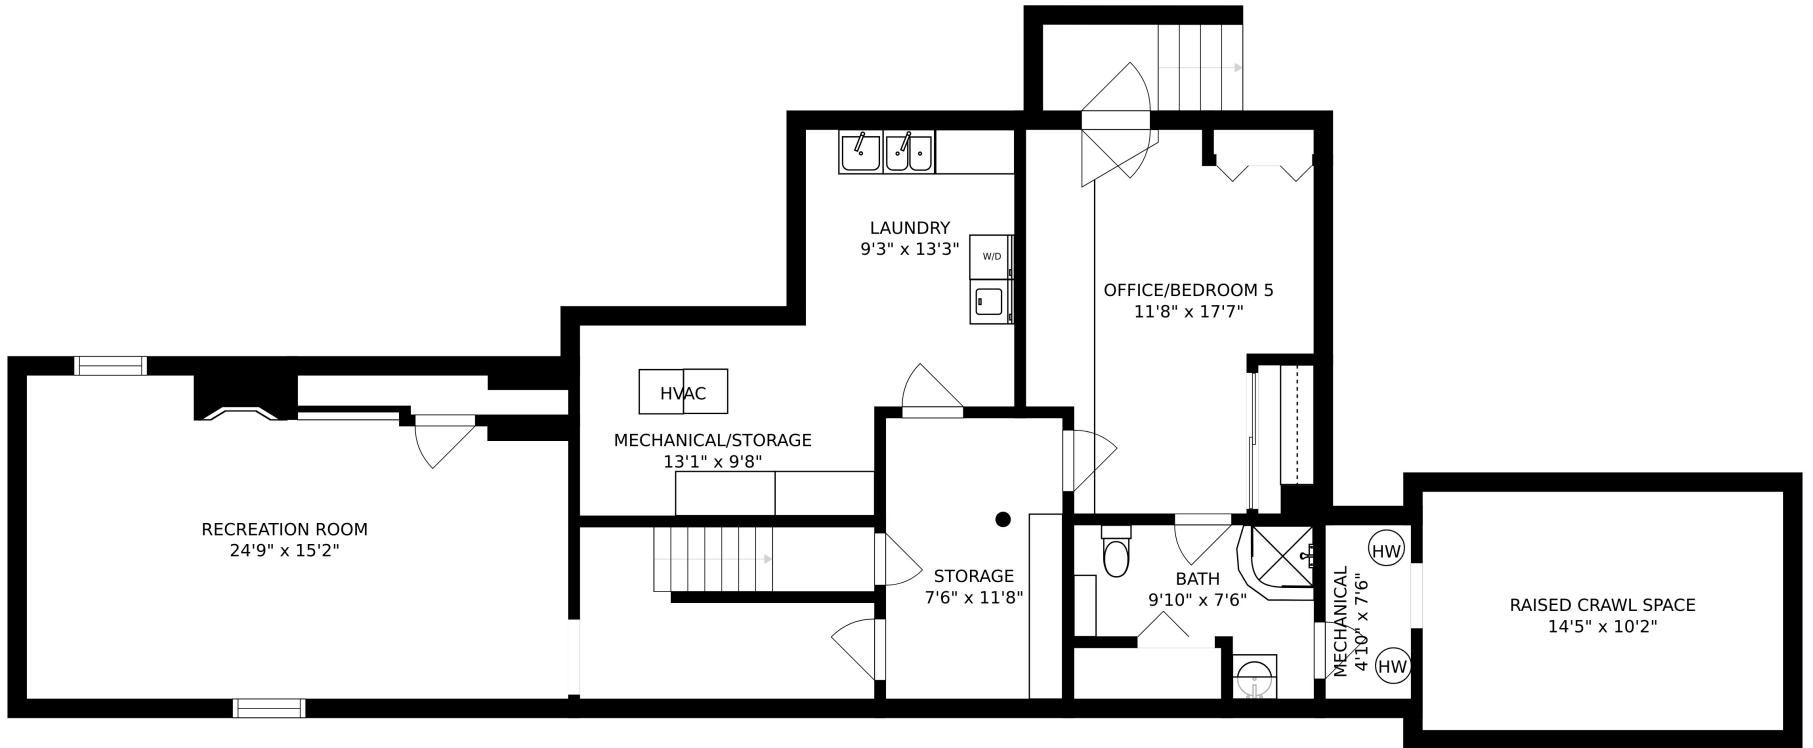 LAUNDRY
9'3" x 13'3"
W/D
OFFICE/BEDROOM 5
11'8" x 17'7"
HVAC
MECHANICAL/STORAGE
13'1" x 9'8"
RECREATION ROOM
24'9" x 15'2"
STORAGE
7'6" x 11'8"
BATH
9'10" x 7'6"
HW
MECHANICAL
4'10" x 7'6"
HW
RAISED CRAWL SPACE
14'5" x 10'2"